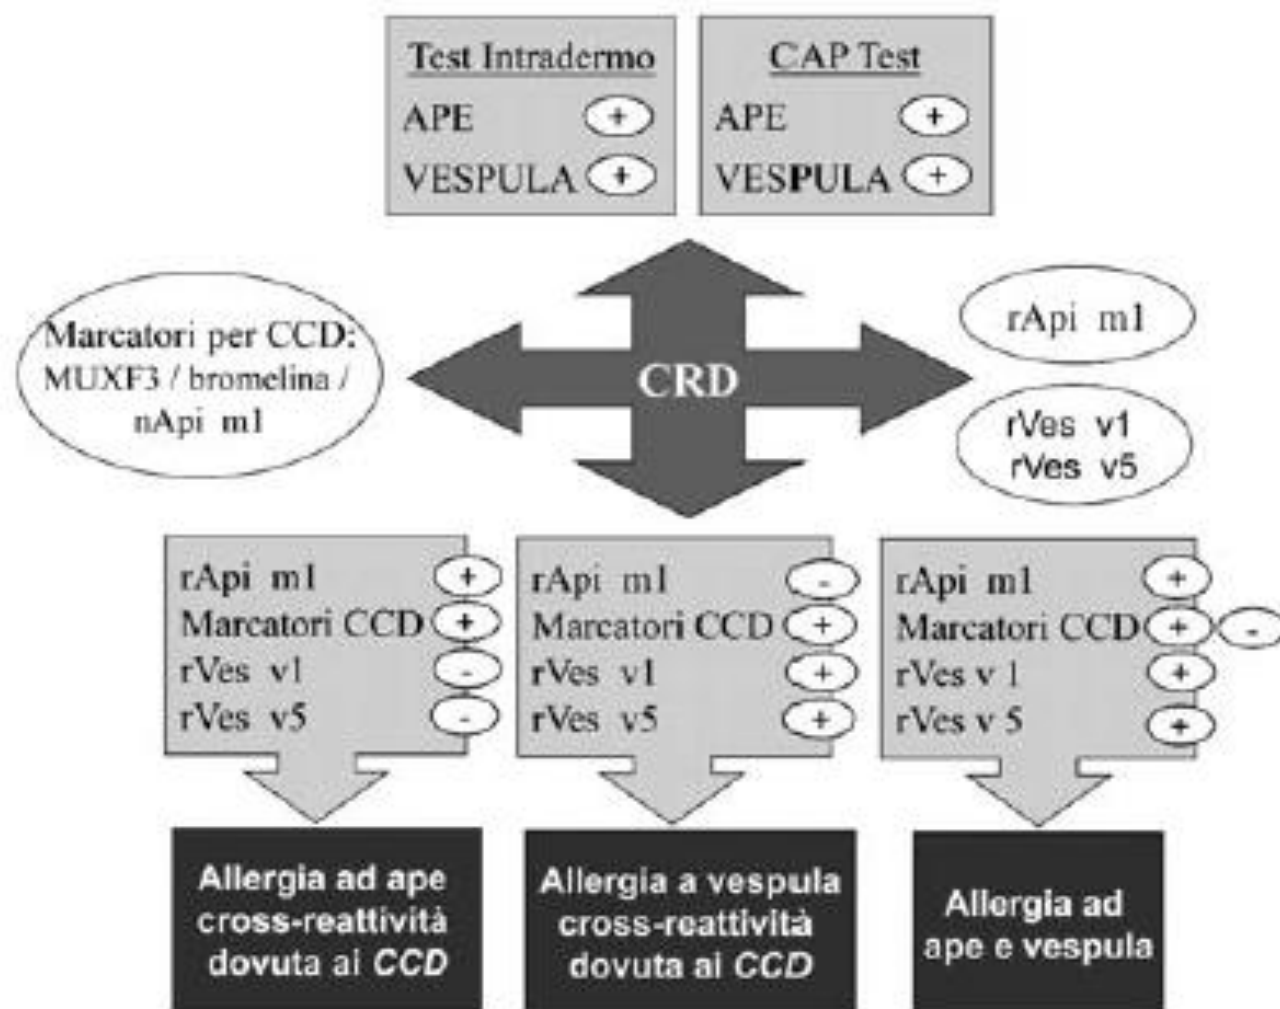 Test Intradermo
APE +
VESPULA +
CAP Test
APE +
VESPULA +
Marcatori per CCD:
MUXF3 / bromelina /
nApi m1
CRD
rApi m1
rVes v1
rVes v5
rApi m1 +
Marcatori CCD +
rVes v1 -
rVes v5 -
rApi m1 -
Marcatori CCD +
rVes v1 +
rVes v5 +
rApi m1 +
Marcatori CCD + -
rVes v 1 +
rVes v 5 +
Allergia ad ape
cross-reattività
dovuta ai CCD
Allergia a vespula
cross-reattività
dovuta ai CCD
Allergia ad
ape e vespula